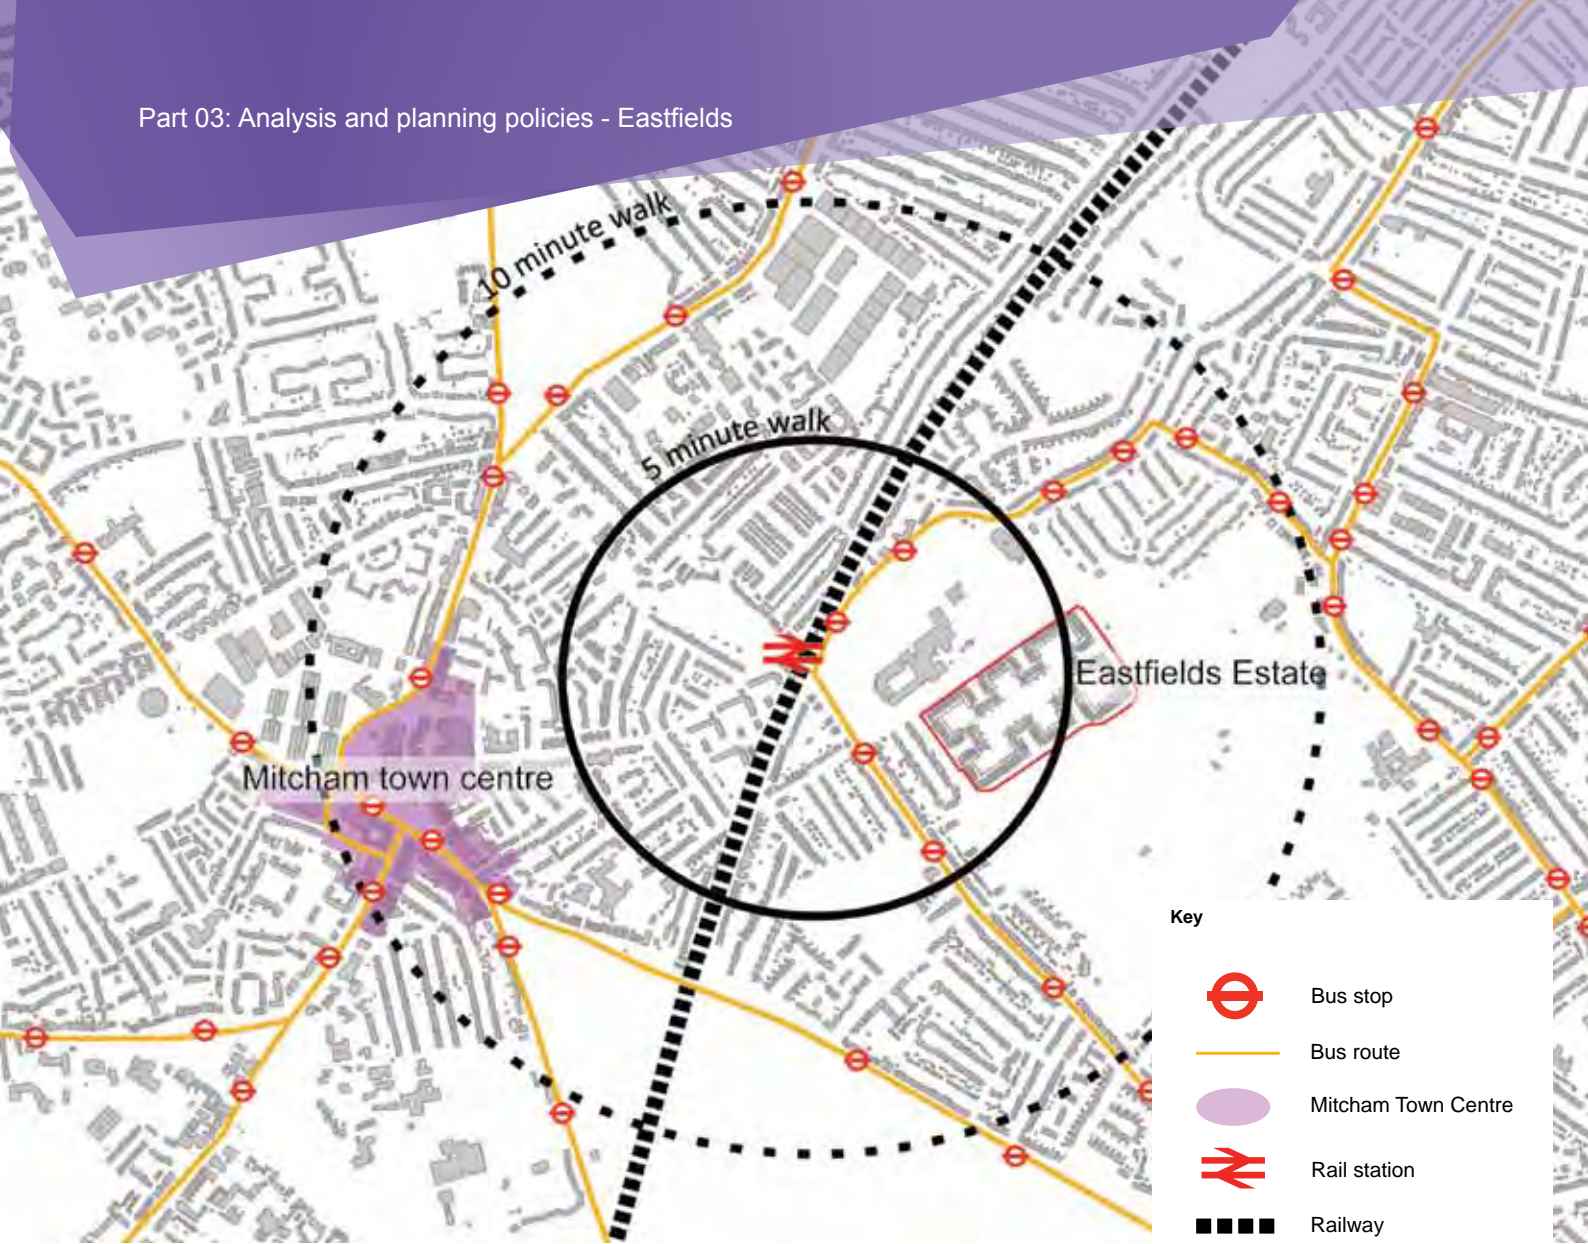 Part 03: Analysis and planning policies - Eastfields
10 minute walk
5 minute walk
Eastfields Estate
Mitcham town centre
Key
Bus stop
Bus route
Mitcham Town Centre
Rail station
Railway